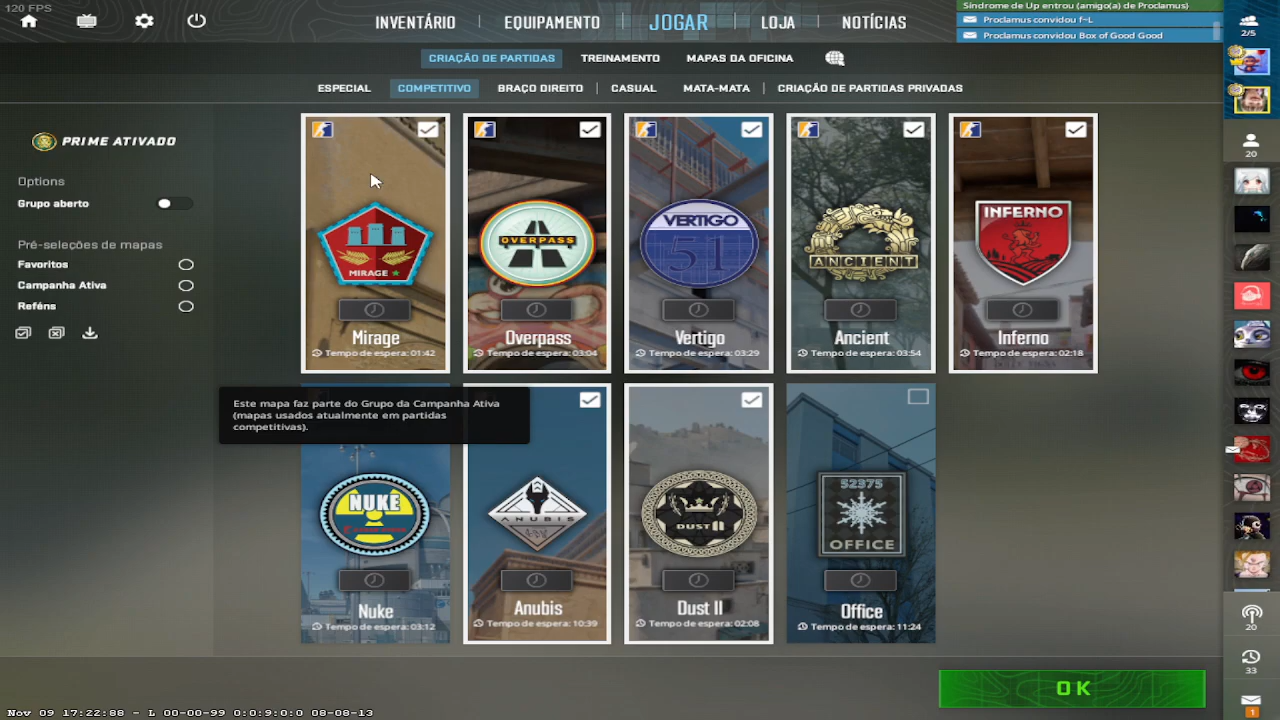 120 FPS
INVENTÁRIO
EQUIPAMENTO
JOGAR
LOJA
NOTÍCIAS
Síndrome de Up entrou (amigo(a) de Proclamus)
Proclamus convidou f~L
Proclamus convidou Box of Good Good
2/5
CRIAÇÃO DE PARTIDAS
TREINAMENTO
MAPAS DA OFICINA
ESPECIAL
COMPETITIVO
BRAÇO DIREITO
CASUAL
MATA-MATA
CRIAÇÃO DE PARTIDAS PRIVADAS
PRIME ATIVADO
Options
Grupo aberto
Pré-seleções de mapas
Favoritos
Campanha Ativa
Reféns
MIRAGE
Mirage
Tempo de espera: 01:42
OVERPASS
Overpass
Tempo de espera: 03:04
VERTIGO
51
Vertigo
Tempo de espera: 03:29
ANCIENT
Ancient
Tempo de espera: 03:54
INFERNO
Inferno
Tempo de espera: 02:18
Este mapa faz parte do Grupo da Campanha Ativa
(mapas usados atualmente em partidas
competitivas).
NUKE
Nuke
Tempo de espera: 03:12
ANUBIS
Anubis
Tempo de espera: 10:39
DUST II
Dust II
Tempo de espera: 02:08
52375
OFFICE
Office
Tempo de espera: 11:24
20
20
33
1
OK
Nov 09 17:22:88 - L 00-00-99 0:0:9:0:0 08-08-13